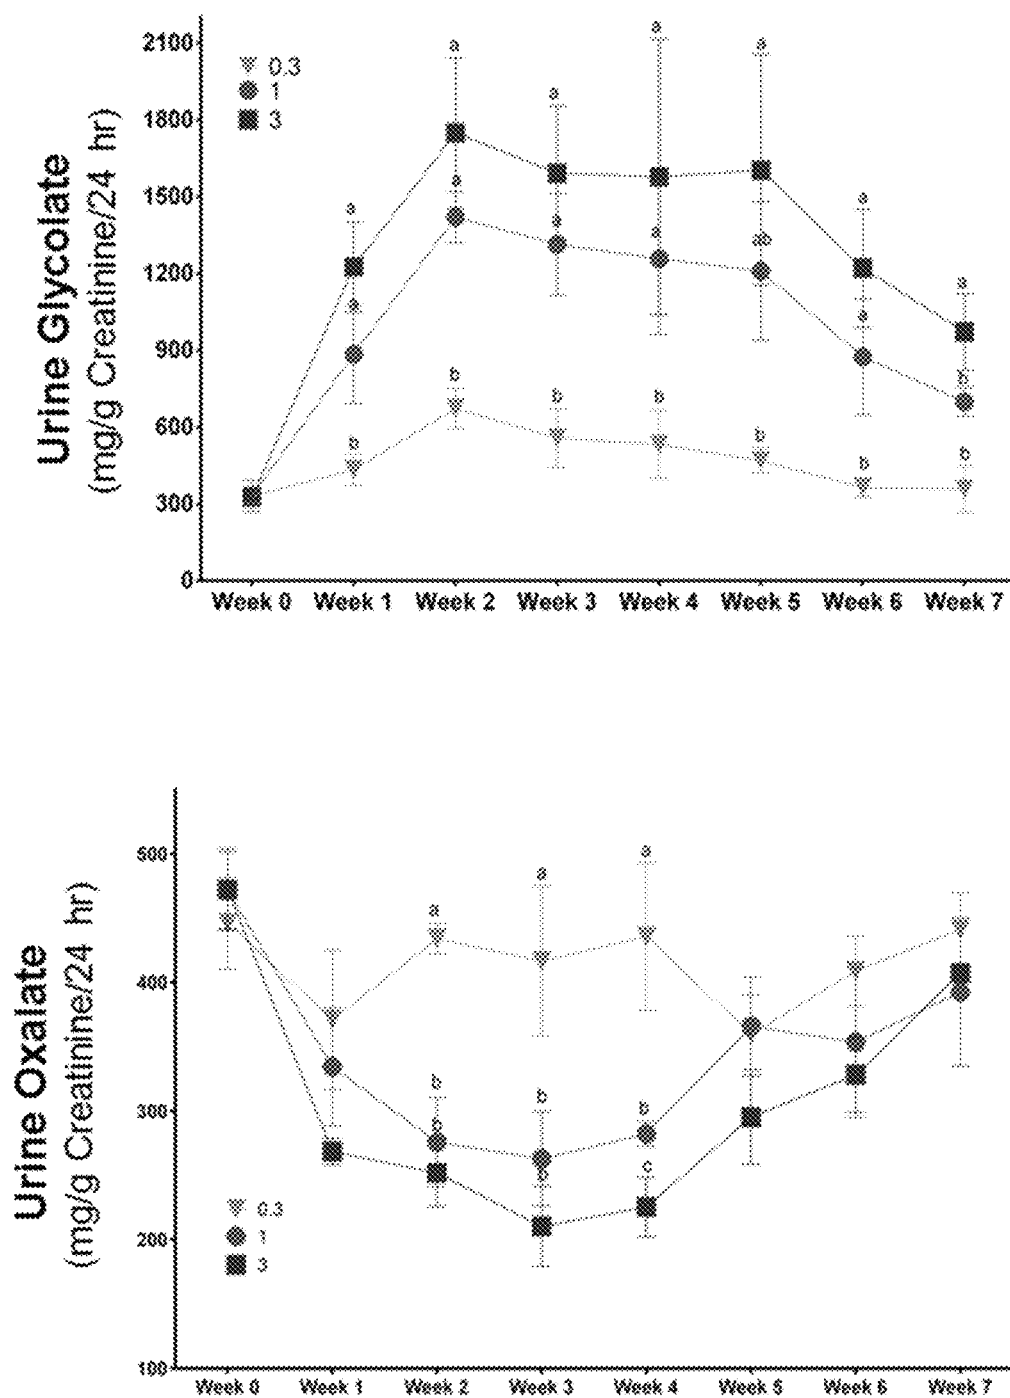 Urine Glycolate
(mg/g Creatinine/24 hr)
2100
1800
1500
1200
900
600
300
0
0.3
1
3
a
a
a
a
a
a
a
a
a
a
a
ab
a
b
b
b
b
b
b
b
b
Week 0 Week 1 Week 2 Week 3 Week 4 Week 5 Week 6 Week 7
Urine Oxalate
(mg/g Creatinine/24 hr)
500
400
300
200
100
a
a
a
b
b
b
b
b
c
0.3
1
3
Week 0 Week 1 Week 2 Week 3 Week 4 Week 5 Week 6 Week 7